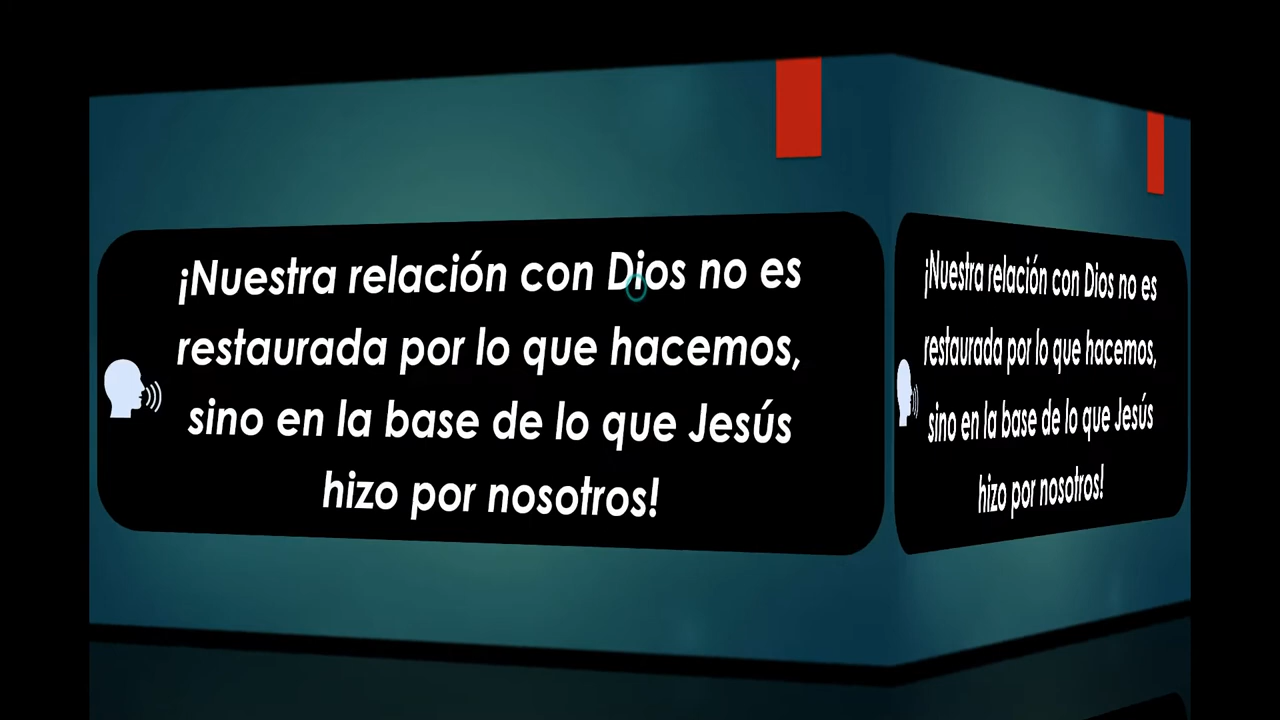 ¡Nuestra relación con Dios no es
restaurada por lo que hacemos,
sino en la base de lo que Jesús
hizo por nosotros!
¡Nuestra relación con Dios no es
restaurada por lo que hacemos,
sino en la base de lo que Jesús
hizo por nosotros!